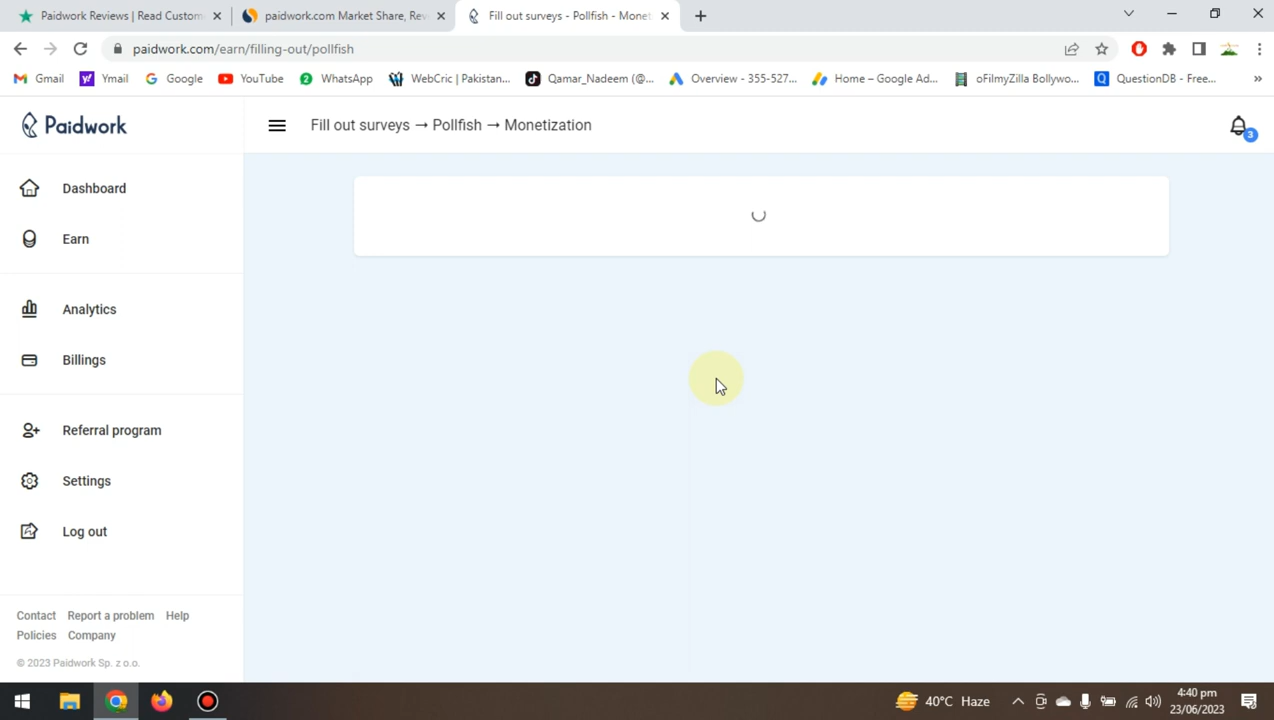 Paidwork Reviews | Read Custom
paidwork.com Market Share, Rev
Fill out surveys - Pollfish - Monet
paidwork.com/earn/filling-out/pollfish
Gmail
Ymail
Google
YouTube
2
WhatsApp
WebCric | Pakistan...
Qamar_Nadeem (@...
Overview - 355-527...
Home – Google Ad...
oFilmyZilla Bollywo...
Q
QuestionDB - Free...
»
Paidwork
Fill out surveys → Pollfish → Monetization
3
Dashboard
Earn
Analytics
Billings
Referral program
Settings
Log out
Contact Report a problem Help
Policies Company
© 2023 Paidwork Sp. z o.o.
40°C Haze
4:40 pm
23/06/2023